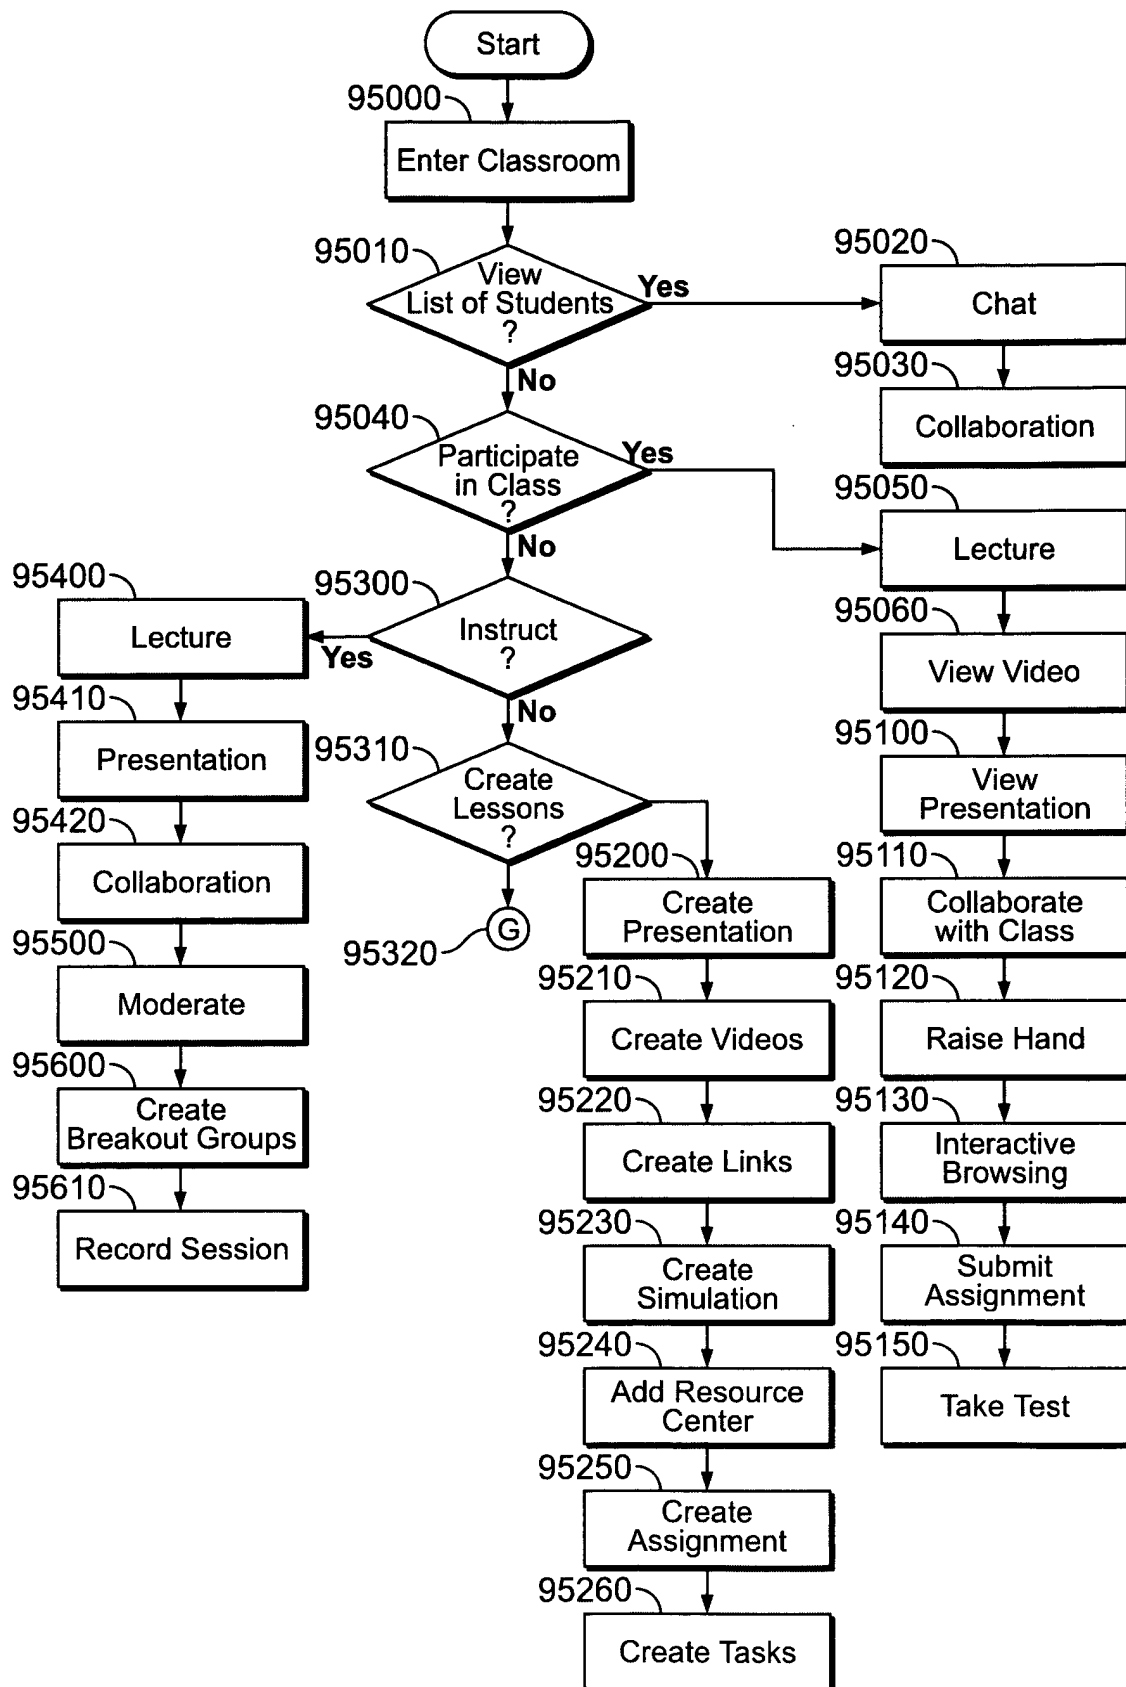 Start
95000
Enter Classroom
95010
View
List of Students
?
Yes
No
95020
Chat
95030
Collaboration
95040
Participate
in Class
?
Yes
No
95050
Lecture
95060
View Video
95100
View
Presentation
95110
Collaborate
with Class
95120
Raise Hand
95130
Interactive
Browsing
95140
Submit
Assignment
95150
Take Test
95300
Instruct
?
Yes
No
95400
Lecture
95410
Presentation
95420
Collaboration
95500
Moderate
95600
Create
Breakout Groups
95610
Record Session
95310
Create
Lessons
?
95320
G
95200
Create
Presentation
95210
Create Videos
95220
Create Links
95230
Create
Simulation
95240
Add Resource
Center
95250
Create
Assignment
95260
Create Tasks